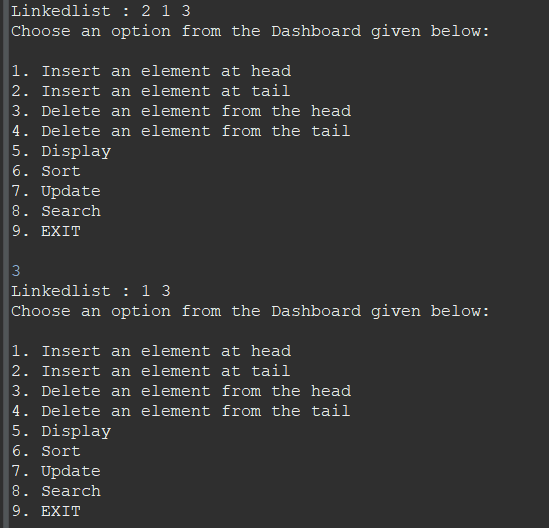 Linkedlist : 2 1 3
Choose an option from the Dashboard given below:
1. Insert an element at head
2. Insert an element at tail
3. Delete an element from the head
4. Delete an element from the tail
5. Display
6. Sort
7. Update
8. Search
9. EXIT
3
Linkedlist : 1 3
Choose an option from the Dashboard given below:
1. Insert an element at head
2. Insert an element at tail
3. Delete an element from the head
4. Delete an element from the tail
5. Display
6. Sort
7. Update
8. Search
9. EXIT